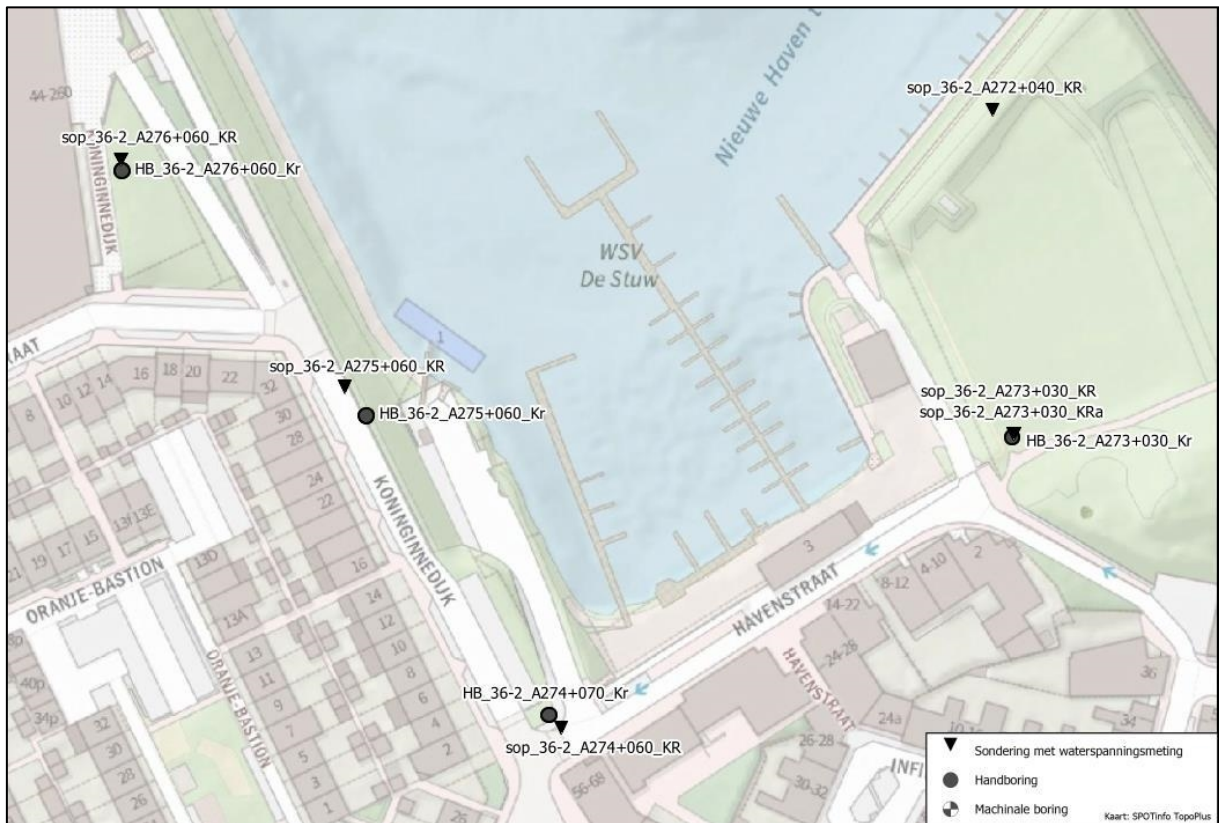 44-260
sop_36-2_A276+060_KR
HB_36-2_A276+060_Kr
KONINGINNEDIJK
Nieuwe Haven
sop_36-2_A272+040_KR
WSV
De Stuw
1
STRAAT
sop_36-2_A275+060_KR
HB_36-2_A275+060_Kr
8
10
12
14
16
18
20
22
32
30
28
24
22
16
sop_36-2_A273+030_KR
sop_36-2_A273+030_KRa
HB_36-2_A273+030_Kr
KONINGINNEDIJK
21
19
17
15
13f
13E
13D
13A
ORANJE-BASTION
ORANJE-BASTION
14
12
10
8
6
4
2
13
11
9
7
5
3
1
40p
34p
32
30
28
26
3
HAVENSTRAAT
8-12
4-10
2
14-22
24-28
HAVENSTRAAT
36
24a
34
26-28
30-32
56-68
HB_36-2_A274+070_Kr
sop_36-2_A274+060_KR
INFI
Sondering met waterspanningsmeting
Handboring
Machinale boring
Kaart: SPOTinfo TopoPlus